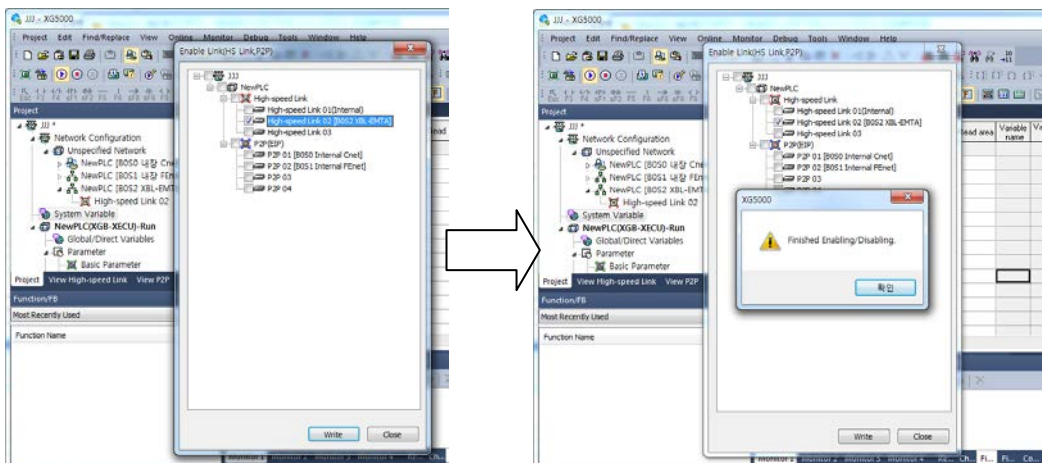 JJJ - XG5000
Project Edit Find/Replace View Online Monitor Debug Tools Window Help
Enable Link(HS Link,P2P)
JJJ
NewPLC
High-speed Link
High-speed Link 01(Internal)
High-speed Link 02 [B0S2 XBL-EMTA]
High-speed Link 03
P2P(EIP)
P2P 01 [B0S0 Internal Cnet]
P2P 02 [B0S1 Internal FEnet]
P2P 03
P2P 04
Write
Close
Project
JJJ *
Network Configuration
Unspecified Network
NewPLC [B0S0 내장 Cne
NewPLC [B0S1 내장 FEn
NewPLC [B0S2 XBL-EMT
High-speed Link 02
System Variable
NewPLC(XGB-XECU)-Run
Global/Direct Variables
Parameter
Basic Parameter
Project View High-speed Link View P2P
Function/FB
Most Recently Used
Function Name
JJJ - XG5000
Project Edit Find/Replace View Online Monitor Debug Tools Window Help
Enable Link(HS Link,P2P)
JJJ
NewPLC
High-speed Link
High-speed Link 01(Internal)
High-speed Link 02 [B0S2 XBL-EMTA]
High-speed Link 03
P2P(EIP)
P2P 01 [B0S0 Internal Cnet]
P2P 02 [B0S1 Internal FEnet]
P2P 03
XG5000
Finished Enabling/Disabling.
확인
Write
Close
ead area
Variable name
Project
JJJ *
Network Configuration
Unspecified Network
NewPLC [B0S0 내장 Cne
NewPLC [B0S1 내장 FEn
NewPLC [B0S2 XBL-EMT
High-speed Link 02
System Variable
NewPLC(XGB-XECU)-Run
Global/Direct Variables
Parameter
Basic Parameter
Project View High-speed Link View P2P
Function/FB
Most Recently Used
Function Name